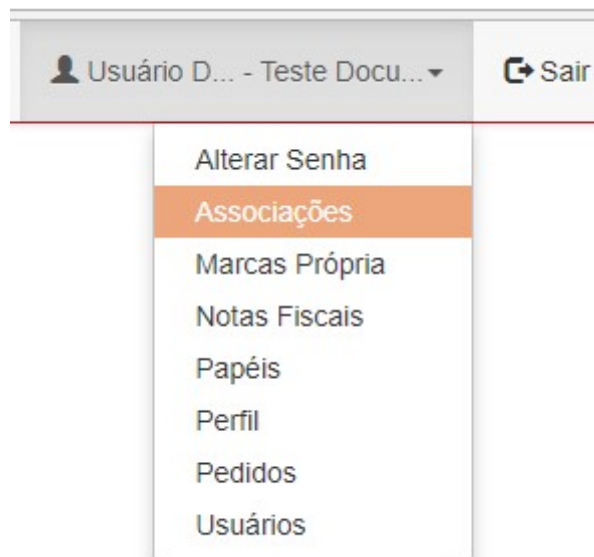 Usuário D... - Teste Docu... Sair
Alterar Senha
Associações
Marcas Própria
Notas Fiscais
Papéis
Perfil
Pedidos
Usuários